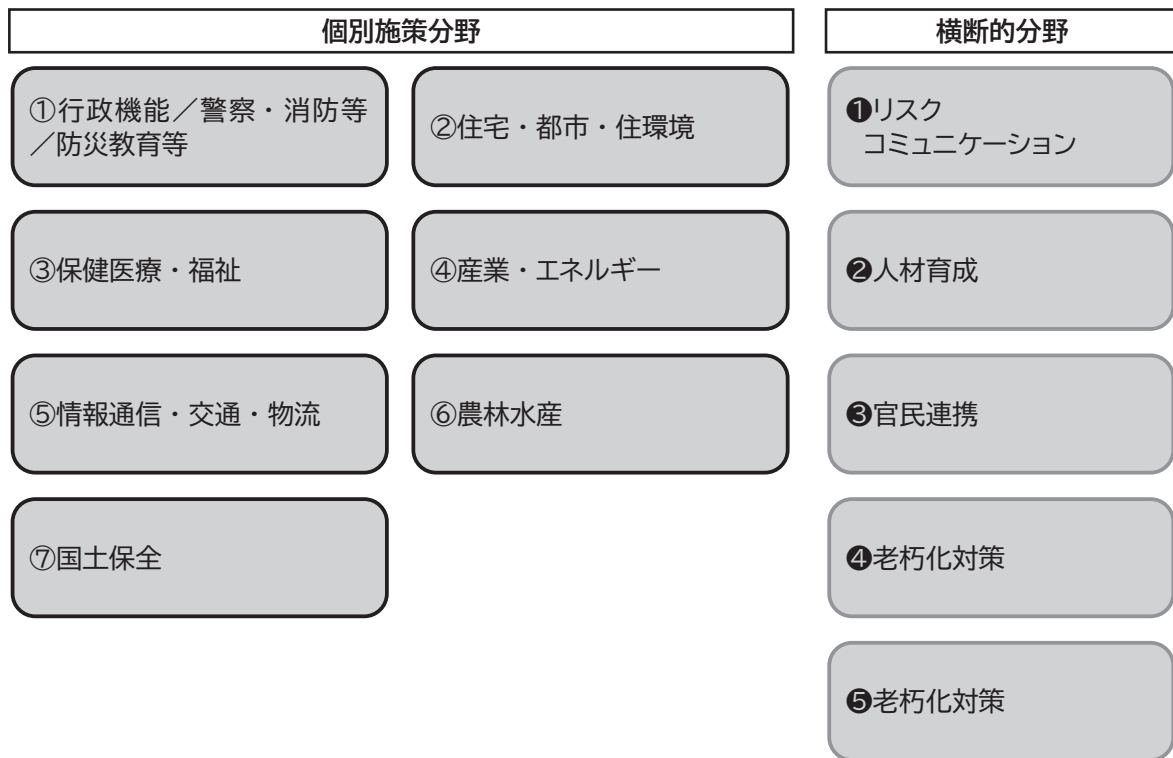 個別施策分野
①行政機能／警察・消防等
／防災教育等
②住宅・都市・住環境
③保健医療・福祉
④産業・エネルギー
⑤情報通信・交通・物流
⑥農林水産
⑦国土保全
横断的分野
❶リスク
コミュニケーション
❷人材育成
❸官民連携
❹老朽化対策
❺老朽化対策